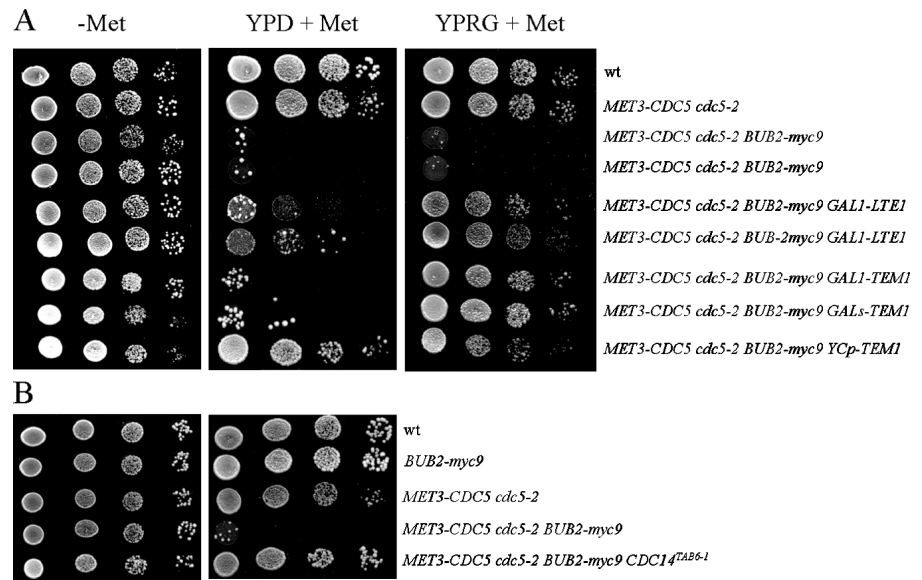 A
-Met YPD + Met YPRG + Met
wt
MET3-CDC5 cdc5-2
MET3-CDC5 cdc5-2 BUB2-myc9
MET3-CDC5 cdc5-2 BUB2-myc9
MET3-CDC5 cdc5-2 BUB2-myc9 GAL1-LTE1
MET3-CDC5 cdc5-2 BUB-2myc9 GAL1-LTE1
MET3-CDC5 cdc5-2 BUB2-myc9 GAL1-TEM1
MET3-CDC5 cdc5-2 BUB2-myc9 GALs-TEM1
MET3-CDC5 cdc5-2 BUB2-myc9 YCp-TEM1
B
wt
BUB2-myc9
MET3-CDC5 cdc5-2
MET3-CDC5 cdc5-2 BUB2-myc9
MET3-CDC5 cdc5-2 BUB2-myc9 CDC14TAB6-1